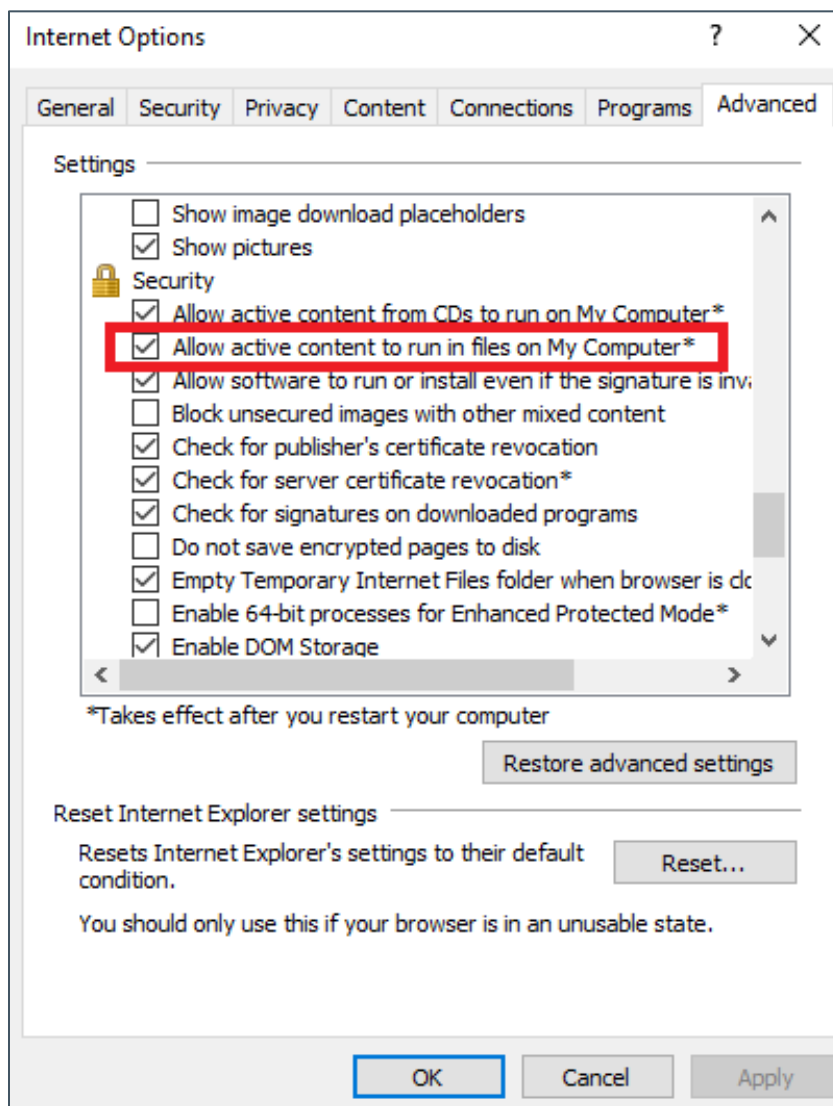 Internet Options ?
General Security Privacy Content Connections Programs Advanced
Settings
Show image download placeholders
Show pictures
Security
Allow active content from CDs to run on My Computer*
Allow active content to run in files on My Computer*
Allow software to run or install even if the signature is inva
Block unsecured images with other mixed content
Check for publisher's certificate revocation
Check for server certificate revocation*
Check for signatures on downloaded programs
Do not save encrypted pages to disk
Empty Temporary Internet Files folder when browser is clo
Enable 64-bit processes for Enhanced Protected Mode*
Enable DOM Storage
*Takes effect after you restart your computer
Restore advanced settings
Reset Internet Explorer settings
Resets Internet Explorer's settings to their default
condition.
Reset...
You should only use this if your browser is in an unusable state.
OK Cancel Apply